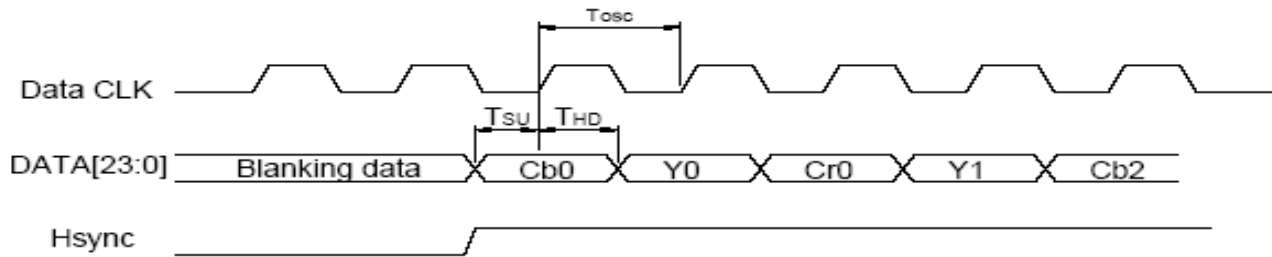 Tosc
Data CLK
TSU THD
DATA[23:0] Blanking data Cb0 Y0 Cr0 Y1 Cb2
Hsync